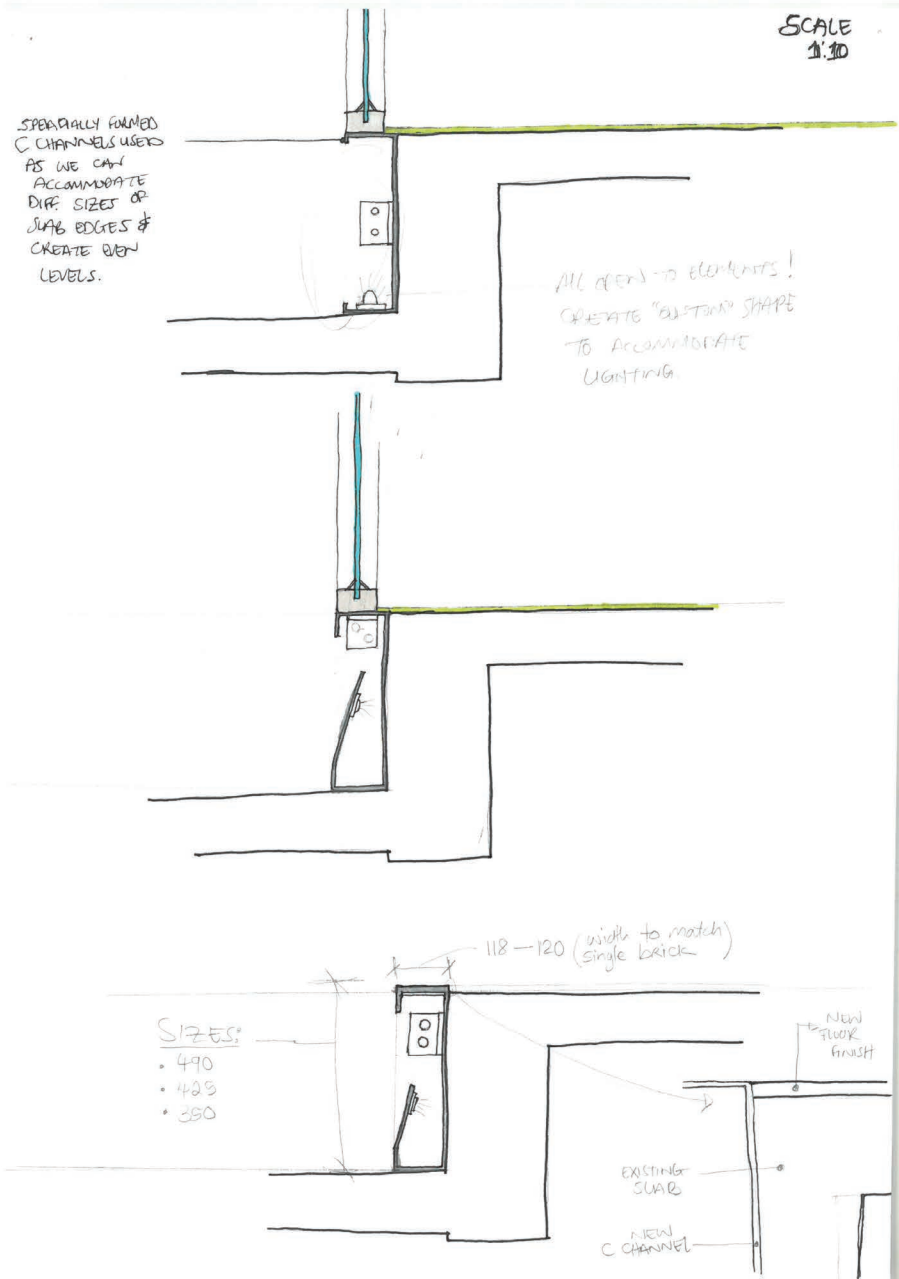 SCALE
1:10
SPEACIALLY FORMED
C CHANNELS USED
AS WE CAN
ACCOMMODATE
DIFF. SIZES OF
SLAB EDGES &
CREATE EVEN
LEVELS.
ALL OPEN TO ELEMENTS!
CREATE "CUSTOM" SHAPE
TO ACCOMMODATE
LIGHTING
118 — 120 (width to match
single brick)
SIZES:
• 490
• 425
• 350
NEW
FLOOR
FINISH
EXISTING
SLAB
NEW
C CHANNEL